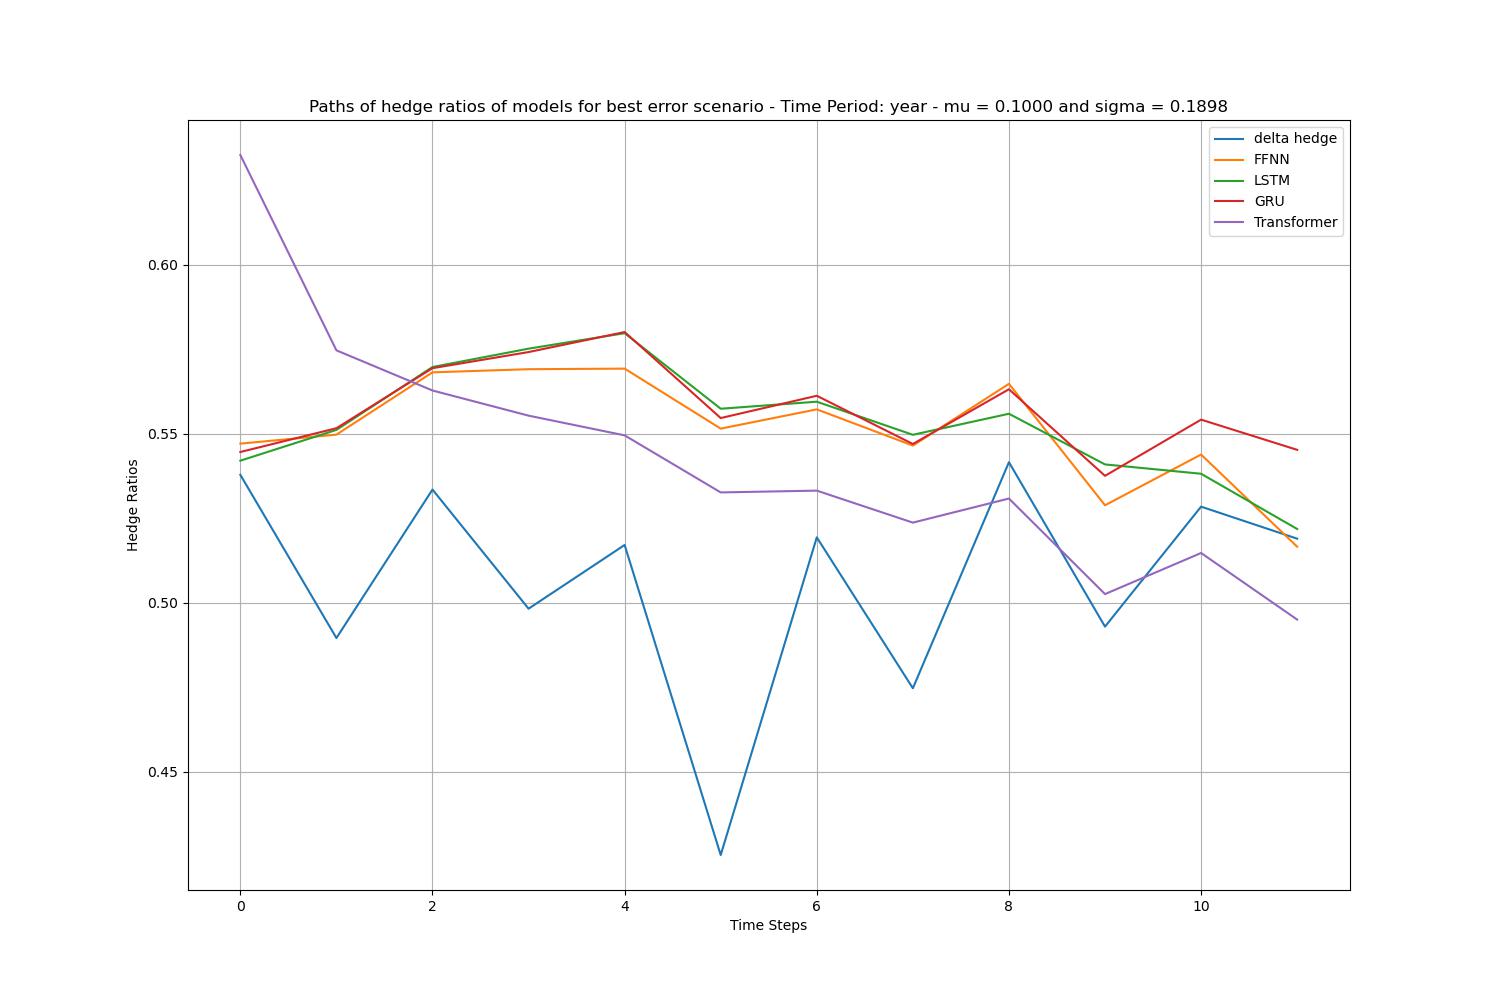 Paths of hedge ratios of models for best error scenario - Time Period: year - mu = 0.1000 and sigma = 0.1898
delta hedge
FFNN
LSTM
GRU
Transformer
0.60
0.55
0.50
0.45
Hedge Ratios
0 2 4 6 8 10
Time Steps